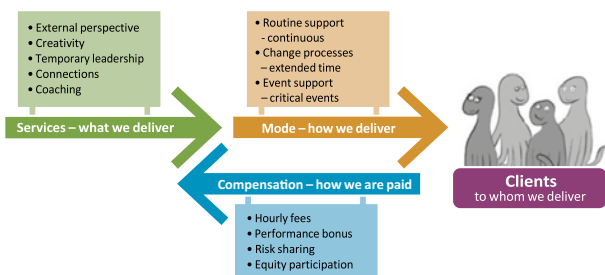 • External perspective
• Creativity
• Temporary leadership
• Connections
• Coaching
Services – what we deliver
• Routine support
- continuous
• Change processes
– extended time
• Event support
– critical events
Mode – how we deliver
Clients
to whom we deliver
Compensation – how we are paid
• Hourly fees
• Performance bonus
• Risk sharing
• Equity participation